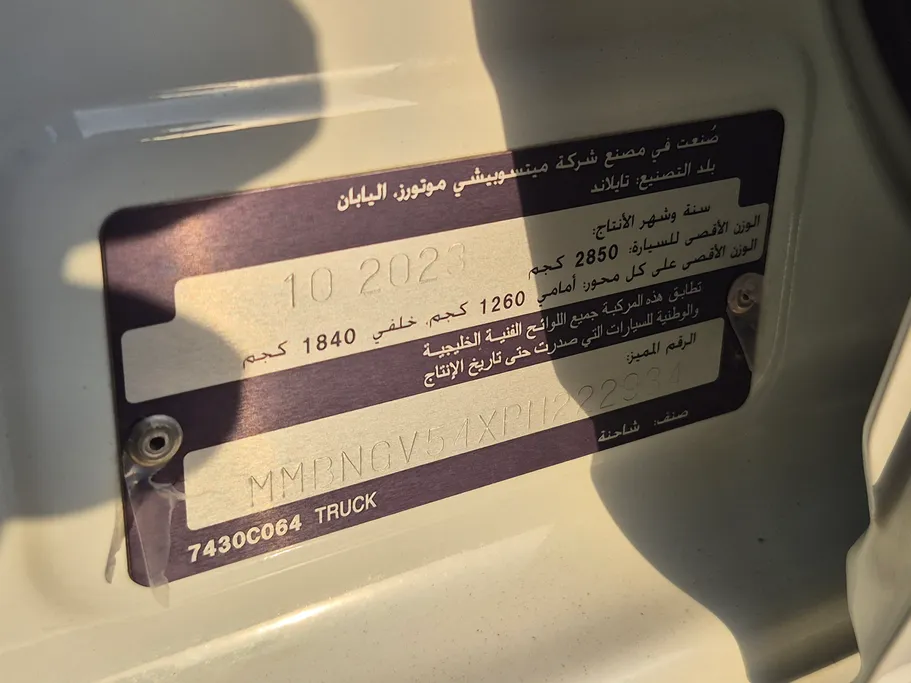 صُنعت في مصنع شركة ميتسوبيشي موتورز، اليابان
بلد التصنيع: تايلاند
سنة وشهر الأنتاج:
10 2023
الوزن الأقصى للسيارة: 2850 كجم
الوزن الأقصى على كل محور: أمامي 1260 كجم، خلفي 1840 كجم
تطابق هذه المركبة جميع اللوائح الفنية الخليجية
والوطنية للسيارات التي صدرت حتى تاريخ الإنتاج
الرقم المميز:
MMBNGV54XPH222934
صنف: شاحنة
7430C064 TRUCK